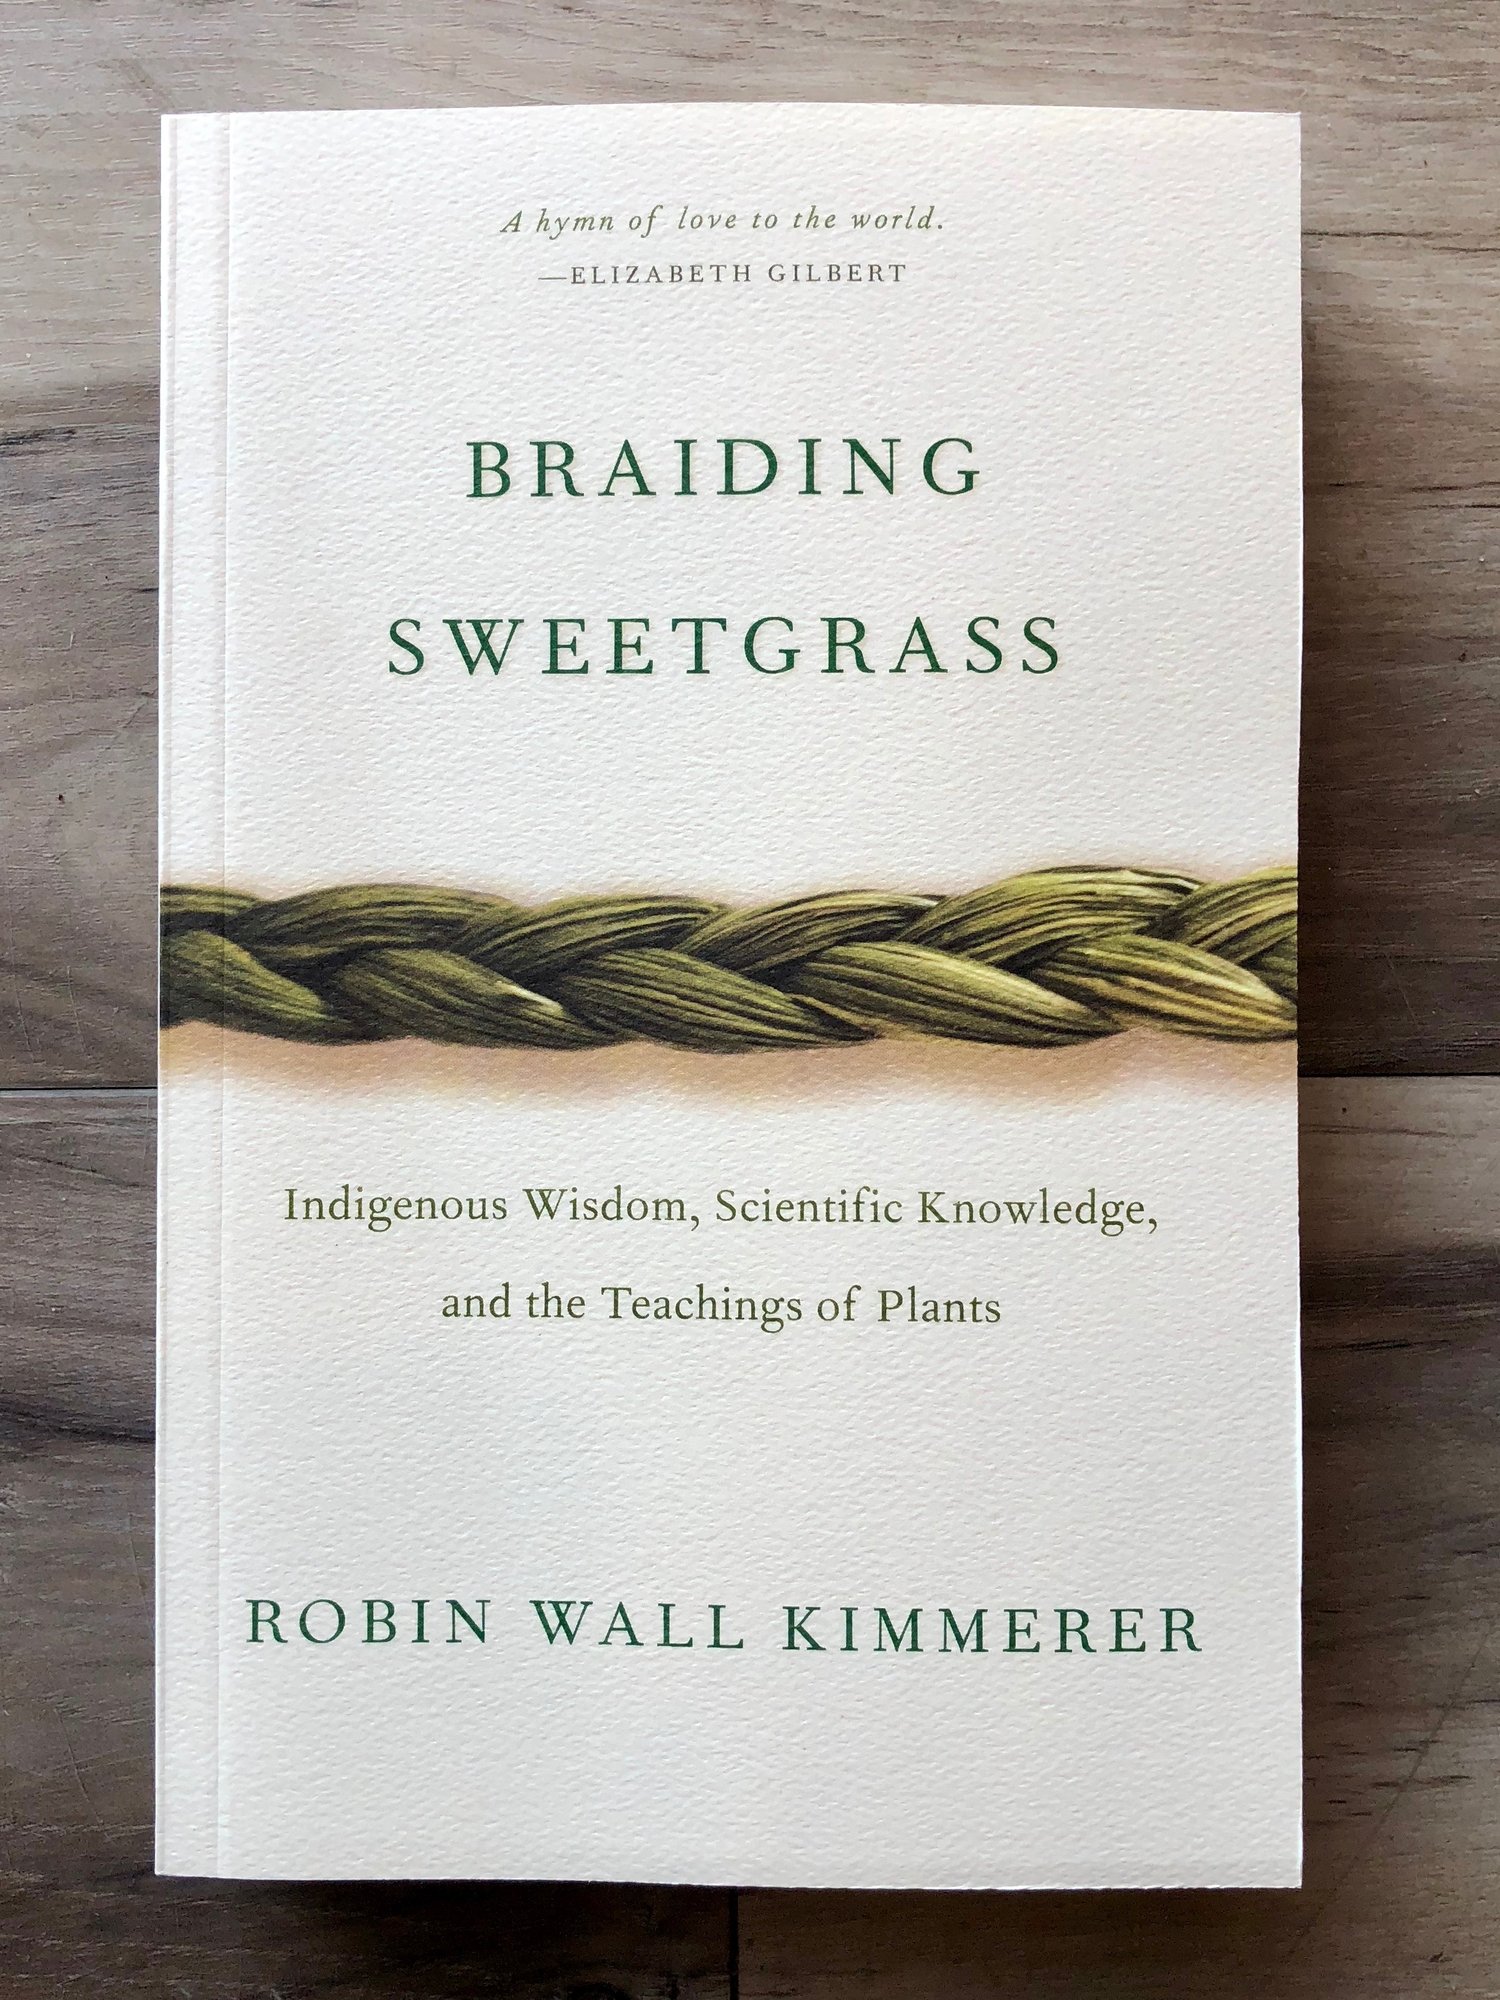 A hymn of love to the world.
—ELIZABETH GILBERT
BRAIDING
SWEETGRASS
Indigenous Wisdom, Scientific Knowledge,
and the Teachings of Plants
ROBIN WALL KIMMERER